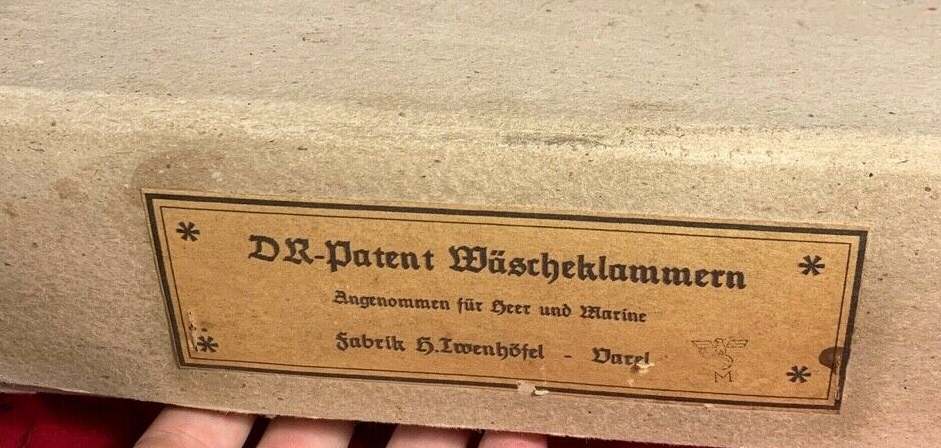 DR-Patent Wäscheklammern
Angenommen für Heer und Marine
Fabrik H.Twenhöfel - Varel
M